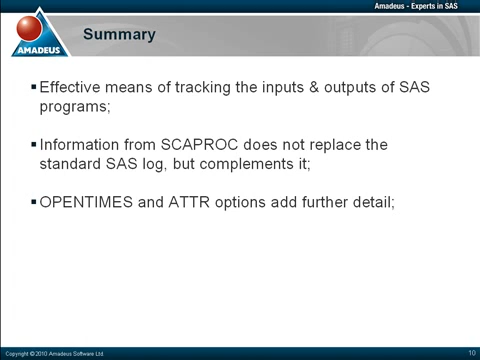 Amadeus - Experts in SAS
AMADEUS
Summary
Effective means of tracking the inputs & outputs of SAS
programs;
Information from SCAPROC does not replace the
standard SAS log, but complements it;
OPENTIMES and ATTR options add further detail;
Copyright © 2010 Amadeus Software Ltd.
10